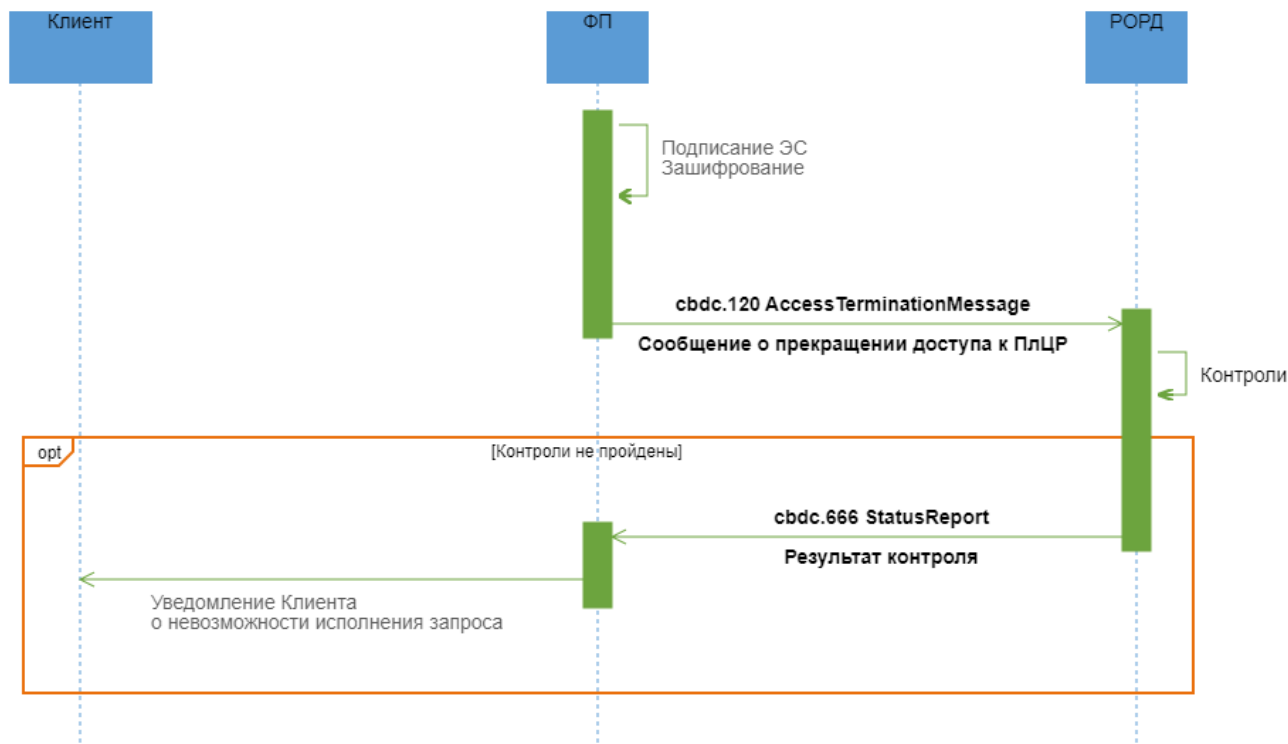 Клиент
ФП
РОРД
Подписание ЭС
Зашифрование
cbdc.120 AccessTerminationMessage
Сообщение о прекращении доступа к ПлЦР
Контроли
opt
[Контроли не пройдены]
cbdc.666 StatusReport
Результат контроля
Уведомление Клиента
о невозможности исполнения запроса